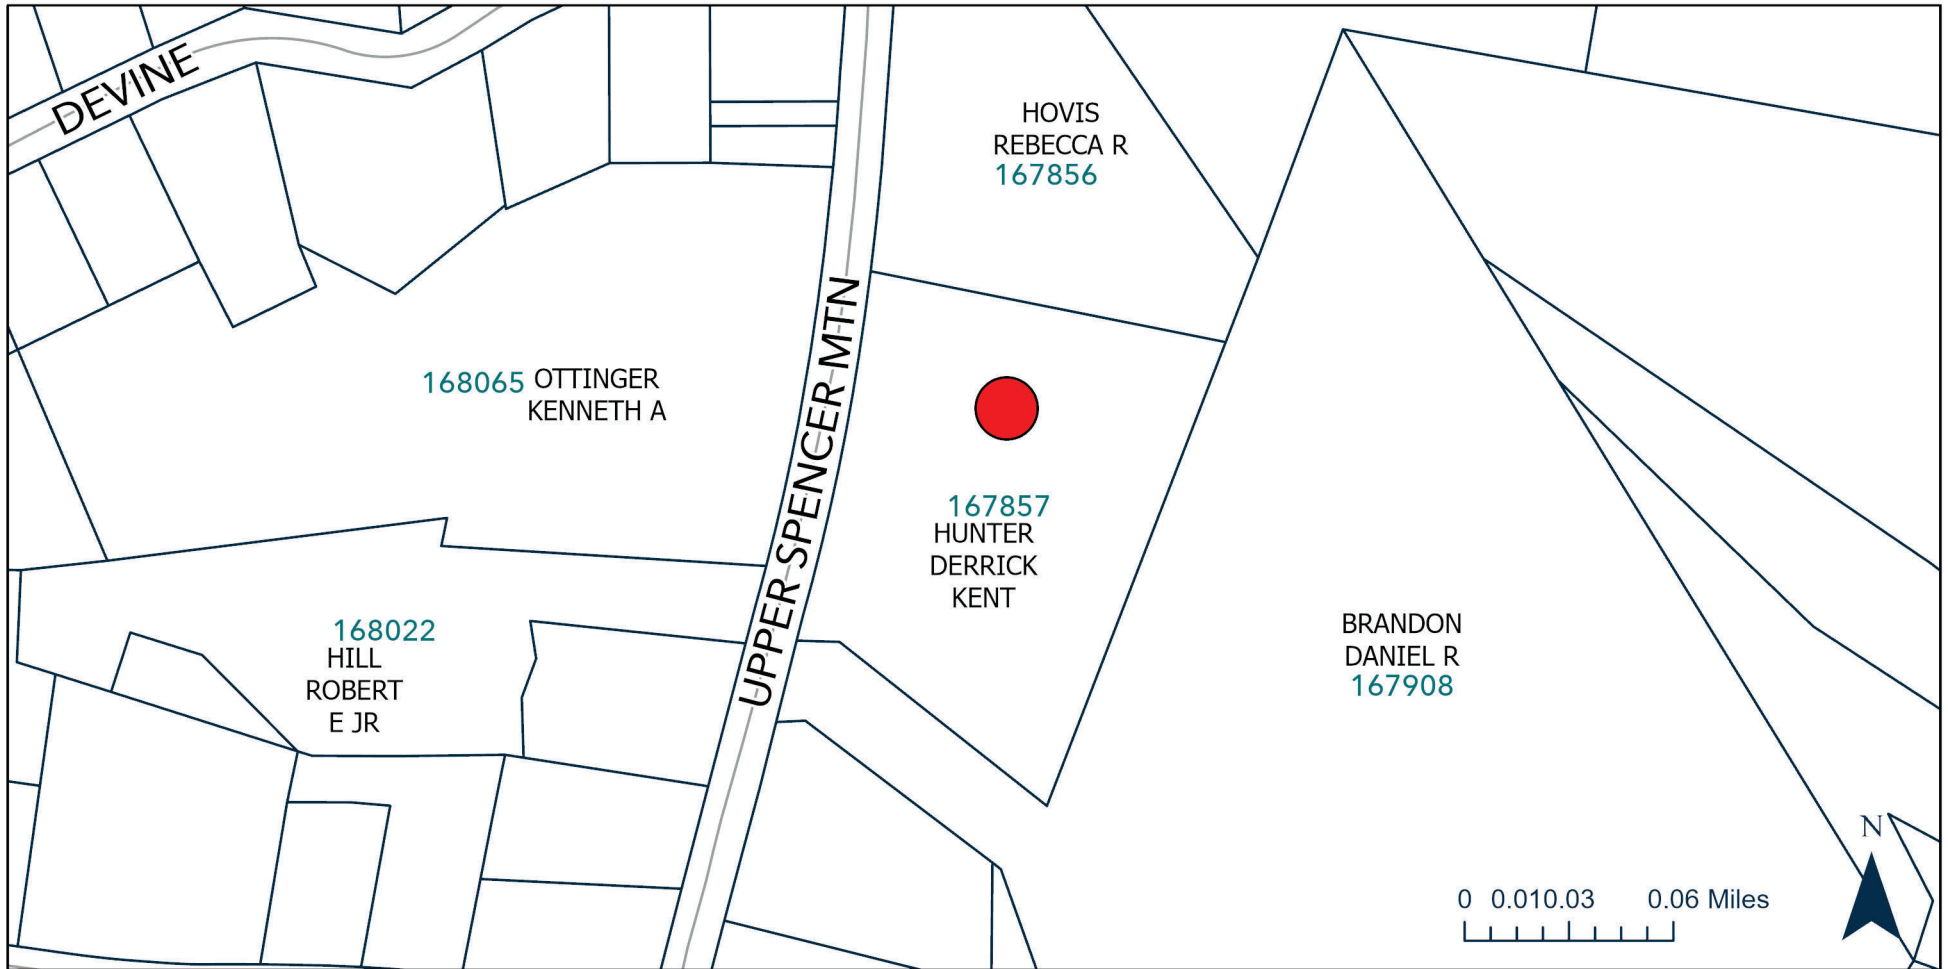 DEVINE
HOVIS
REBECCA R
167856
UPPER SPENCER MTN
168065 OTTINGER
KENNETH A
167857
HUNTER
DERRICK
KENT
168022
HILL
ROBERT
E JR
BRANDON
DANIEL R
167908
N
0 0.010.03 0.06 Miles